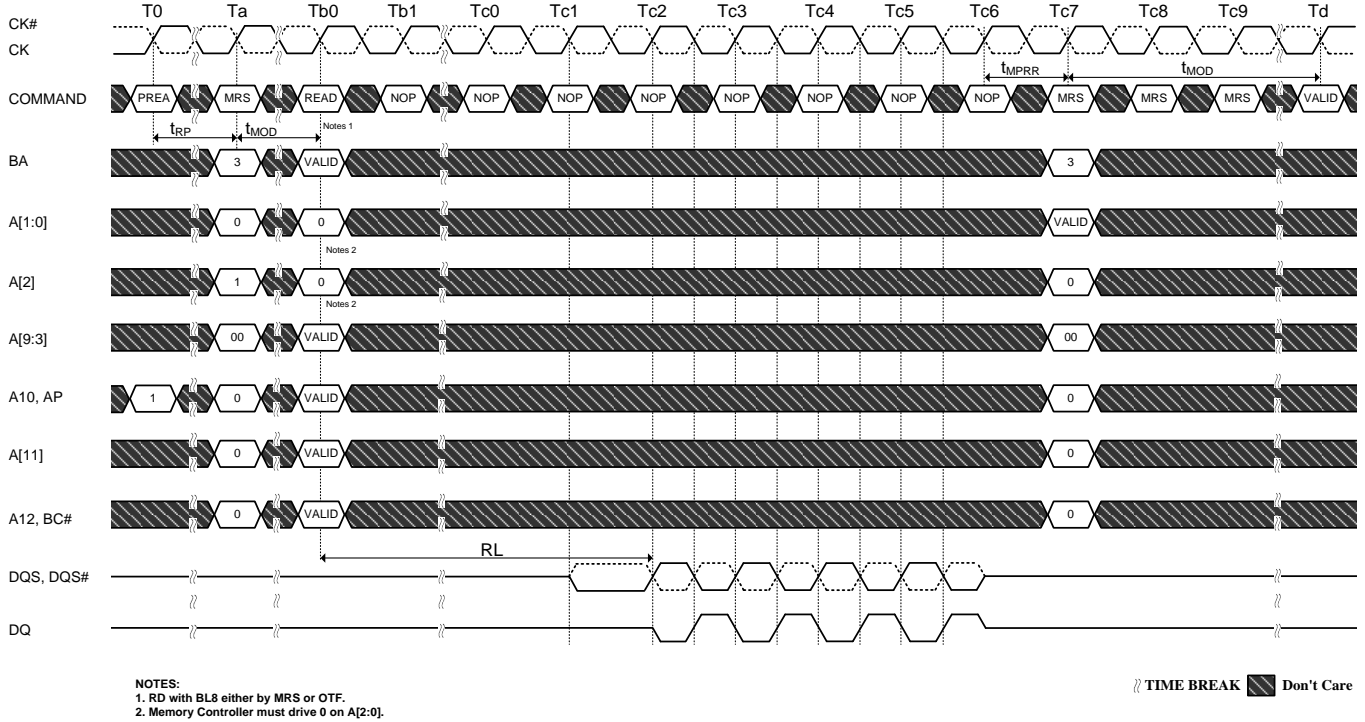 T0 Ta Tb0 Tb1 Tc0 Tc1 Tc2 Tc3 Tc4 Tc5 Tc6 Tc7 Tc8 Tc9 Td
CK#
CK
tMPRR tMOD
COMMAND PREA MRS READ NOP NOP NOP NOP NOP NOP NOP NOP MRS MRS MRS VALID
tRP tMOD Notes 1
BA 3 VALID 3
A[1:0] 0 0 VALID
Notes 2
A[2] 1 0 0
Notes 2
A[9:3] 00 VALID 00
A10, AP 1 0 VALID 0
A[11] 0 VALID 0
A12, BC# 0 VALID 0
RL
DQS, DQS#
DQ
NOTES:
1. RD with BL8 either by MRS or OTF.
2. Memory Controller must drive 0 on A[2:0].
TIME BREAK Don't Care